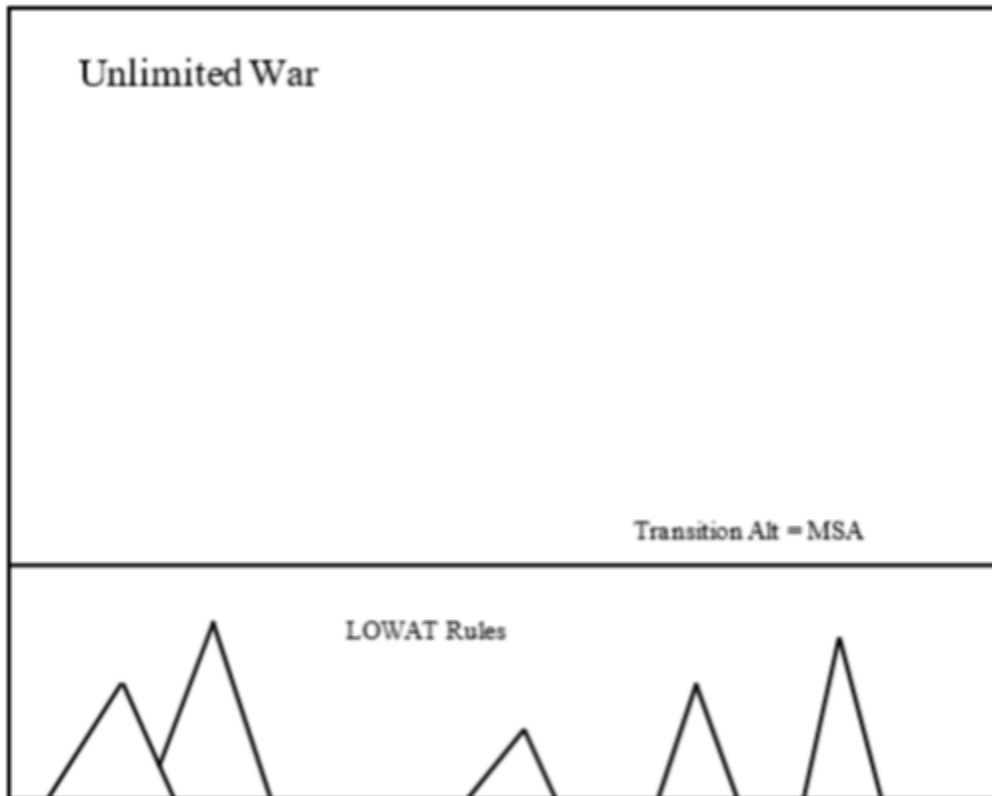 Unlimited War
Transition Alt = MSA
LOWAT Rules